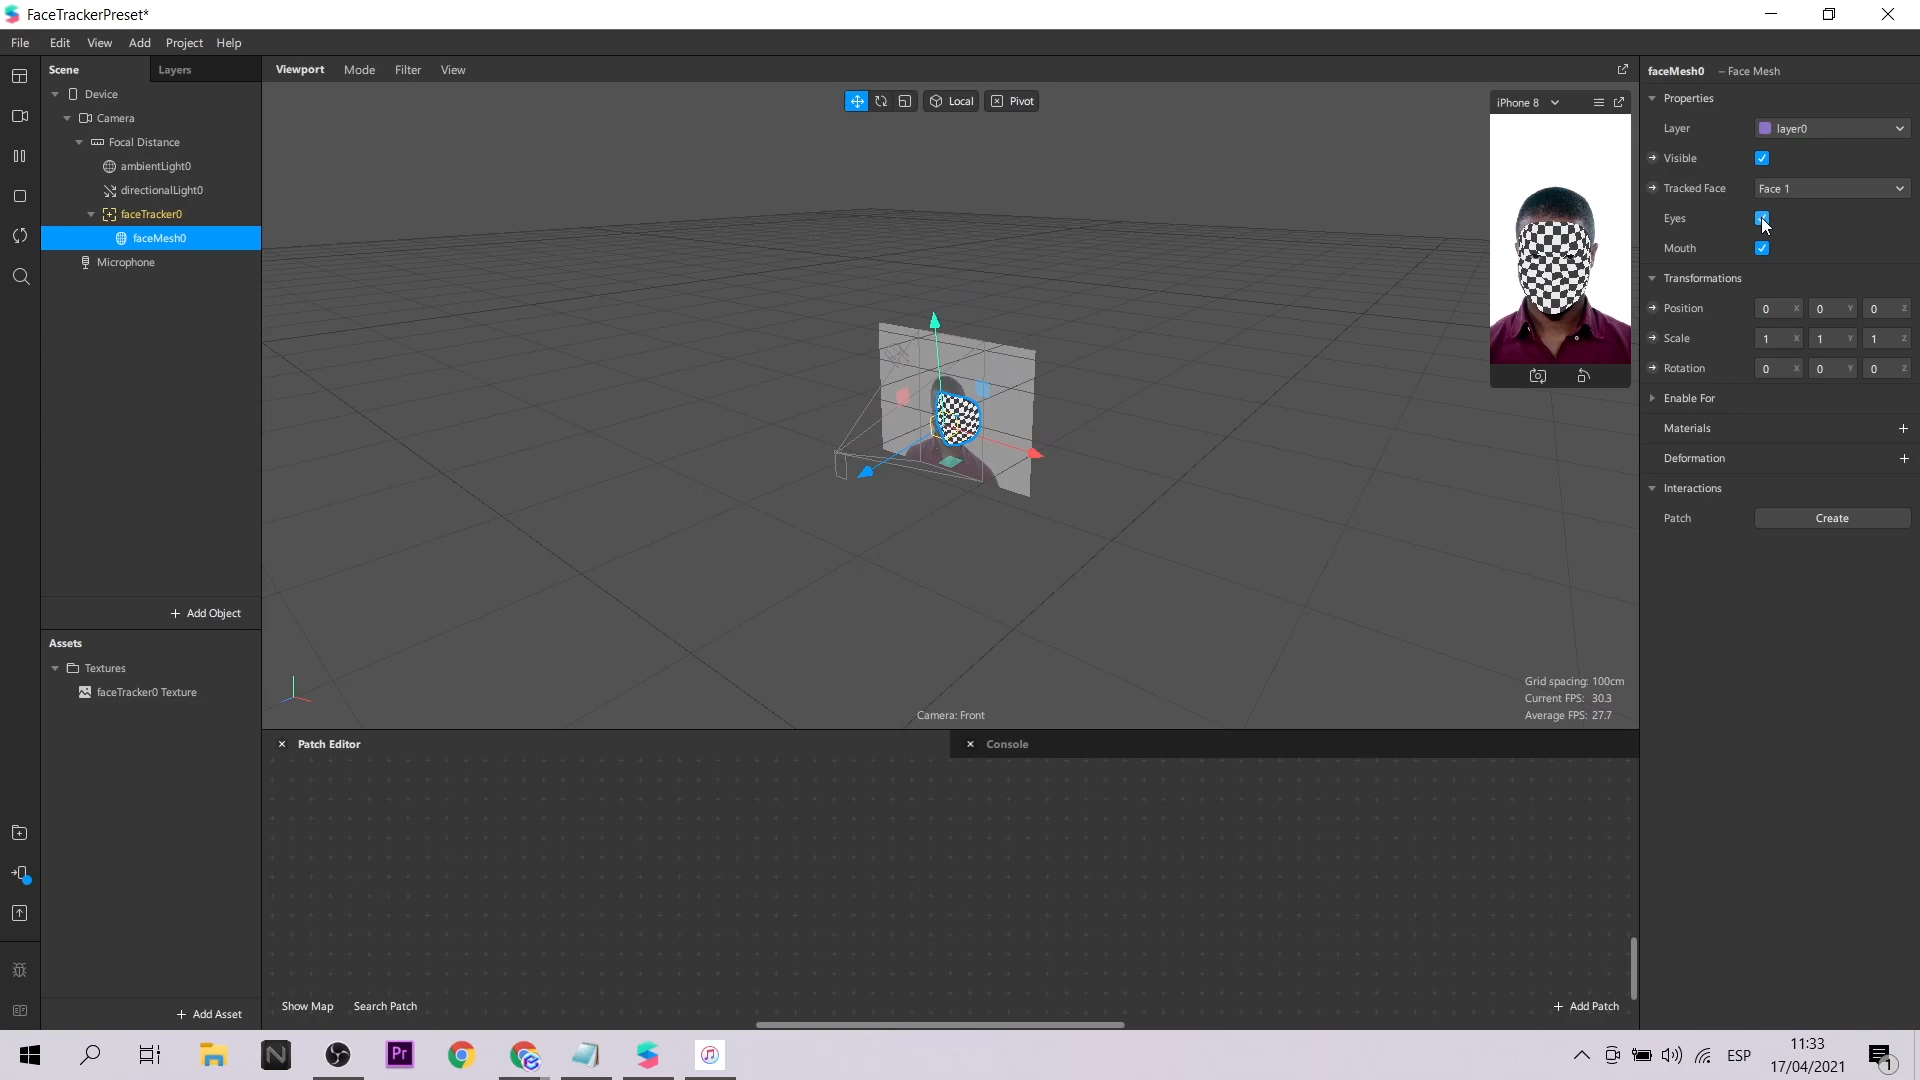 FaceTrackerPreset*
File Edit View Add Project Help
Scene
Layers
Device
Camera
Focal Distance
ambientLight0
directionalLight0
faceTracker0
faceMesh0
Microphone
+ Add Object
Assets
Textures
faceTracker0 Texture
+ Add Asset
Viewport Mode Filter View
Local
Pivot
iPhone 8
Grid spacing: 100cm
Current FPS: 30.3
Average FPS: 27.7
Camera: Front
Patch Editor
Console
Show Map
Search Patch
+ Add Patch
faceMesh0 – Face Mesh
Properties
Layer layer0
Visible
Tracked Face Face 1
Eyes
Mouth
Transformations
Position 0 X 0 Y 0 Z
Scale 1 X 1 Y 1 Z
Rotation 0 X 0 Y 0 Z
Enable For
Materials +
Deformation +
Interactions
Patch Create
N
Pr
ESP
11:33
17/04/2021
1